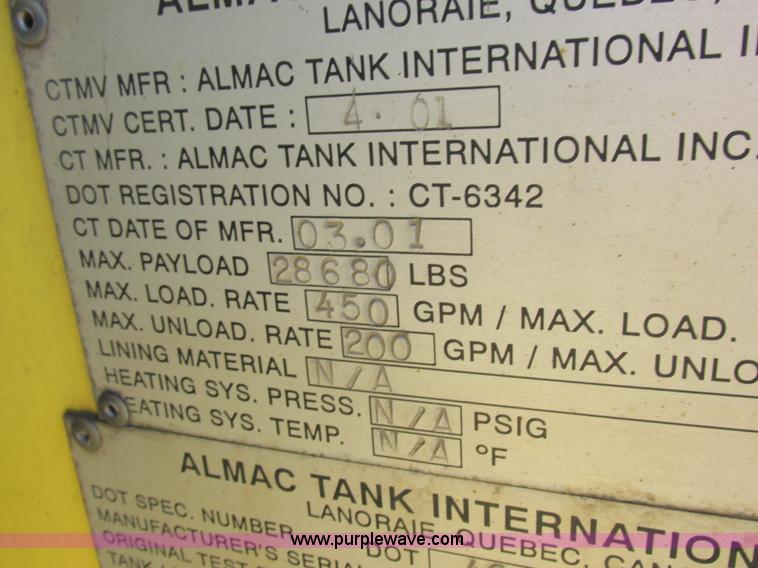 ALMAC
LANORAIE, QUEBEC,
CTMV MFR : ALMAC TANK INTERNATIONAL
CTMV CERT. DATE : 4. 01
CT MFR. : ALMAC TANK INTERNATIONAL INC.
DOT REGISTRATION NO. : CT-6342
CT DATE OF MFR. 03.01
MAX. PAYLOAD 28680 LBS
MAX. LOAD. RATE 450 GPM / MAX. LOAD.
MAX. UNLOAD. RATE 200 GPM / MAX. UNLO
LINING MATERIAL N/A
HEATING SYS. PRESS. N/A PSIG
HEATING SYS. TEMP. N/A °F
ALMAC TANK INTERNATION
LANORAIE, QUEBEC, CAN
DOT SPEC. NUMBER DOT
MANUFACTURER'S SERIA
ORIGINAL TEST
TANK
www.purplewave.com